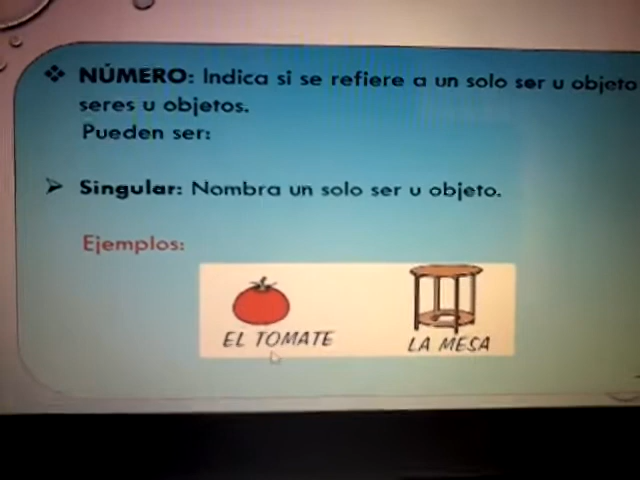 ❖ NÚMERO: Indica si se refiere a un solo ser u objeto
seres u objetos.
Pueden ser:
➢ Singular: Nombra un solo ser u objeto.
Ejemplos:
EL TOMATE LA MESA